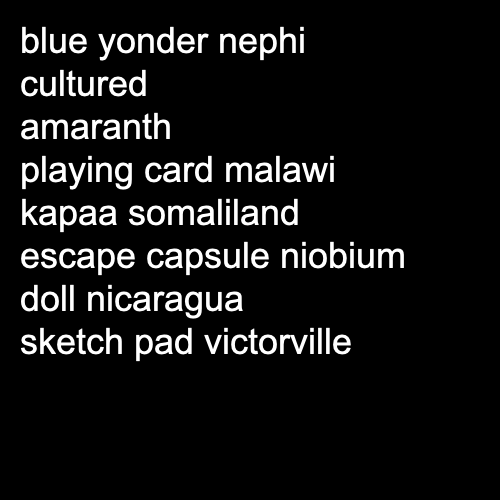 blue yonder nephi
cultured
amaranth
playing card malawi
kapaa somaliland
escape capsule niobium
doll nicaragua
sketch pad victorville